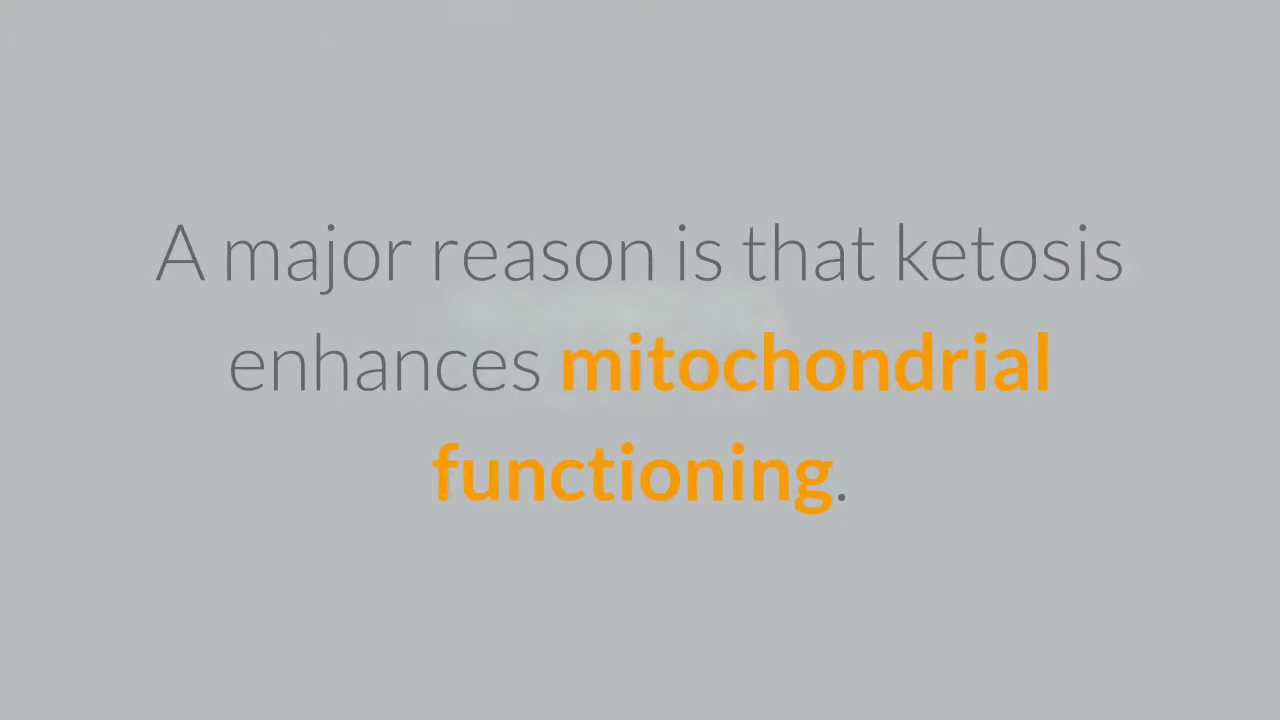 A major reason is that ketosis
enhances mitochondrial
functioning.